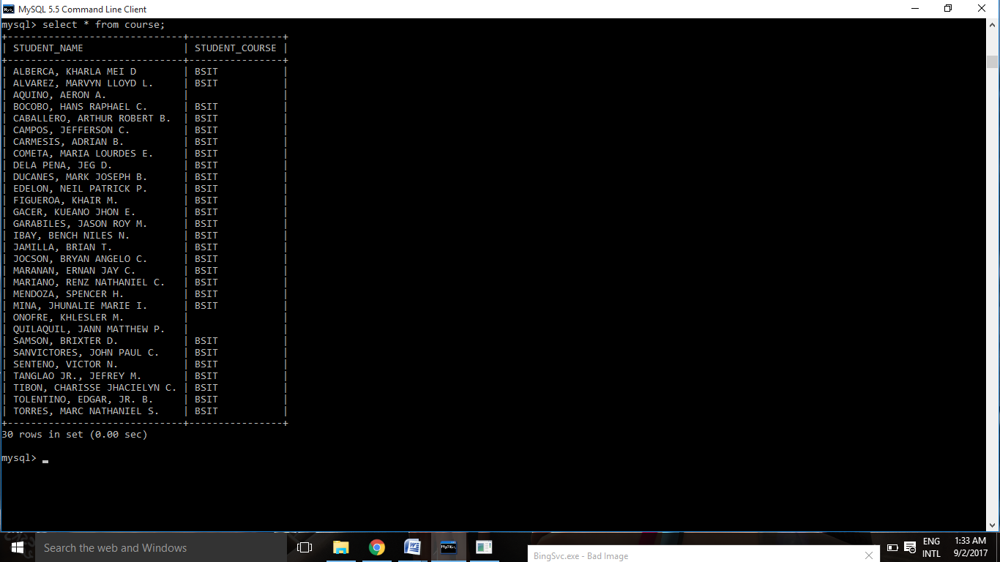 MySQL 5.5 Command Line Client
mysql> select * from course;
+------------------------------+----------------+
| STUDENT_NAME                 | STUDENT_COURSE |
+------------------------------+----------------+
| ALBERCA, KHARLA MEI D        | BSIT           |
| ALVAREZ, MARVYN LLOYD L.     | BSIT           |
| AQUINO, AERON A.             |                |
| BOCOBO, HANS RAPHAEL C.      | BSIT           |
| CABALLERO, ARTHUR ROBERT B.  | BSIT           |
| CAMPOS, JEFFERSON C.         | BSIT           |
| CARMESIS, ADRIAN B.          | BSIT           |
| COMETA, MARIA LOURDES E.     | BSIT           |
| DELA PENA, JEG D.            | BSIT           |
| DUCANES, MARK JOSEPH B.      | BSIT           |
| EDELON, NEIL PATRICK P.      | BSIT           |
| FIGUEROA, KHAIR M.           | BSIT           |
| GACER, KUEANO JHON E.        | BSIT           |
| GARABILES, JASON ROY M.      | BSIT           |
| IBAY, BENCH NILES N.         | BSIT           |
| JAMILLA, BRIAN T.            | BSIT           |
| JOCSON, BRYAN ANGELO C.      | BSIT           |
| MARANAN, ERNAN JAY C.        | BSIT           |
| MARIANO, RENZ NATHANIEL C.   | BSIT           |
| MENDOZA, SPENCER H.          | BSIT           |
| MINA, JHUNALIE MARIE I.      | BSIT           |
| ONOFRE, KHLESLER M.          |                |
| QUILAQUIL, JANN MATTHEW P.   |                |
| SAMSON, BRIXTER D.           | BSIT           |
| SANVICTORES, JOHN PAUL C.    | BSIT           |
| SENTENO, VICTOR N.           | BSIT           |
| TANGLAO JR., JEFREY M.       | BSIT           |
| TIBON, CHARISSE JHACIELYN C. | BSIT           |
| TOLENTINO, EDGAR, JR. B.     | BSIT           |
| TORRES, MARC NATHANIEL S.    | BSIT           |
+------------------------------+----------------+
30 rows in set (0.00 sec)
mysql> _
Search the web and Windows
BingSvc.exe - Bad Image
ENG
INTL
1:33 AM
9/2/2017